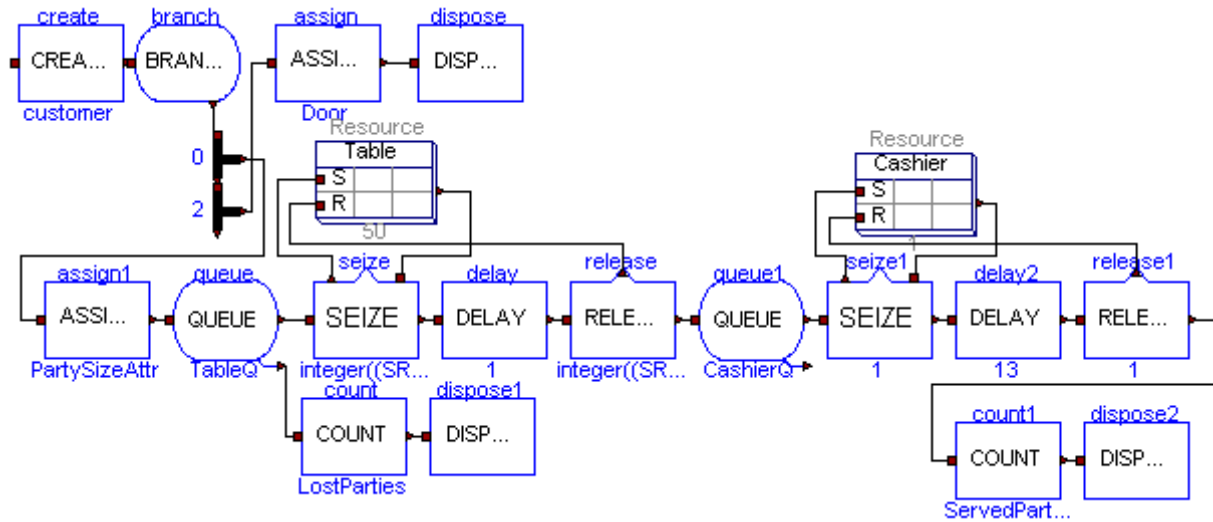 create branch assign dispose
CREA... BRAN... ASSI... DISP...
customer Door
Resource Resource
0 Table Cashier
S S
2 R R
50 1
assign1 queue seize delay release queue1 seize1 delay2 release1
ASSI... QUEUE SEIZE DELAY RELE... QUEUE SEIZE DELAY RELE...
PartySizeAttr TableQ integer((SR... 1 integer((SR... CashierQ 1 13 1
count dispose1 count1 dispose2
COUNT DISP... COUNT DISP...
LostParties ServedPart...